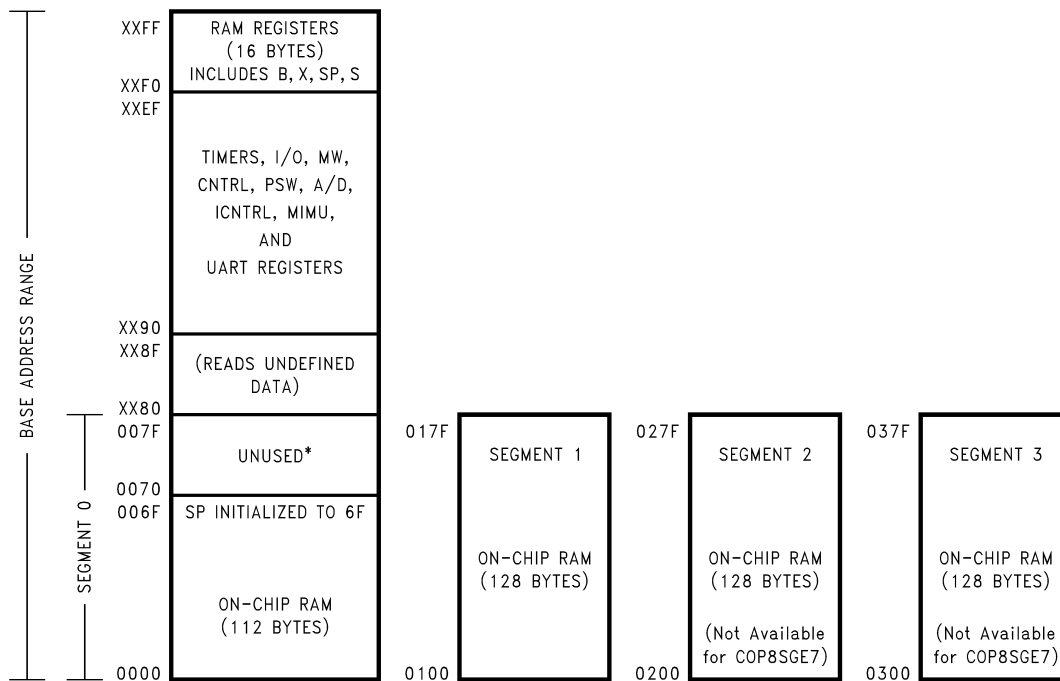 BASE ADDRESS RANGE
SEGMENT 0
XXFF
RAM REGISTERS
(16 BYTES)
INCLUDES B, X, SP, S
XXF0
XXEF
TIMERS, I/O, MW,
CNTRL, PSW, A/D,
ICNTRL, MIMU,
AND
UART REGISTERS
XX90
XX8F
(READS UNDEFINED
DATA)
XX80
007F
UNUSED*
0070
006F
SP INITIALIZED TO 6F
ON-CHIP RAM
(112 BYTES)
0000
017F
SEGMENT 1
ON-CHIP RAM
(128 BYTES)
0100
027F
SEGMENT 2
ON-CHIP RAM
(128 BYTES)
(Not Available
for COP8SGE7)
0200
037F
SEGMENT 3
ON-CHIP RAM
(128 BYTES)
(Not Available
for COP8SGE7)
0300